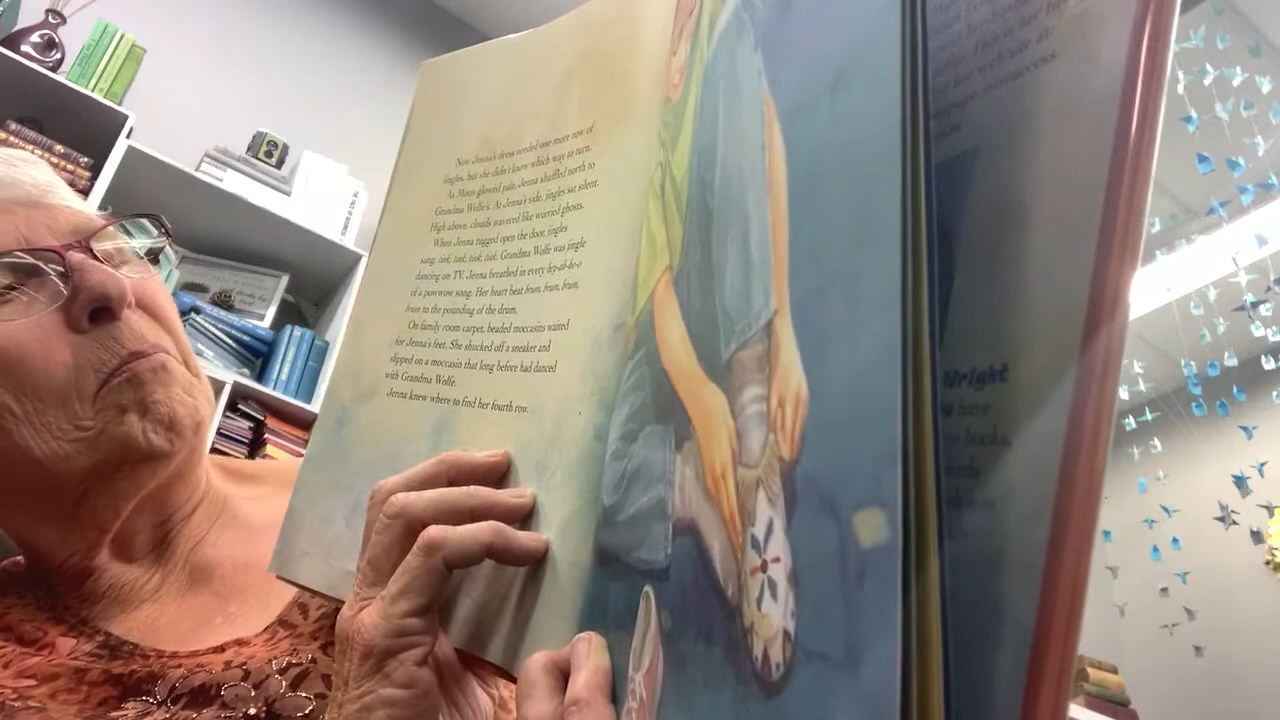 Now Jenna's dress needed one more row of
jingles, but she didn't know which way to turn.
As Moon glowed pale, Jenna shuffled north to
Grandma Wolfe's. At Jenna's side, jingles sat silent.
High above, clouds wavered like worried ghosts.
When Jenna tugged open the door, jingles
sang, tink, tink, tink, tink. Grandma Wolfe was jingle
dancing on TV. Jenna breathed in every hey-ah-ho-o
of a powwow song. Her heart beat brum, brum, brum,
brum to the pounding of the drum.
On family room carpet, beaded moccasins waited
for Jenna's feet. She shucked off a sneaker and
slipped on a moccasin that long before had danced
with Grandma Wolfe.
Jenna knew where to find her fourth row.
Wright
have
books,